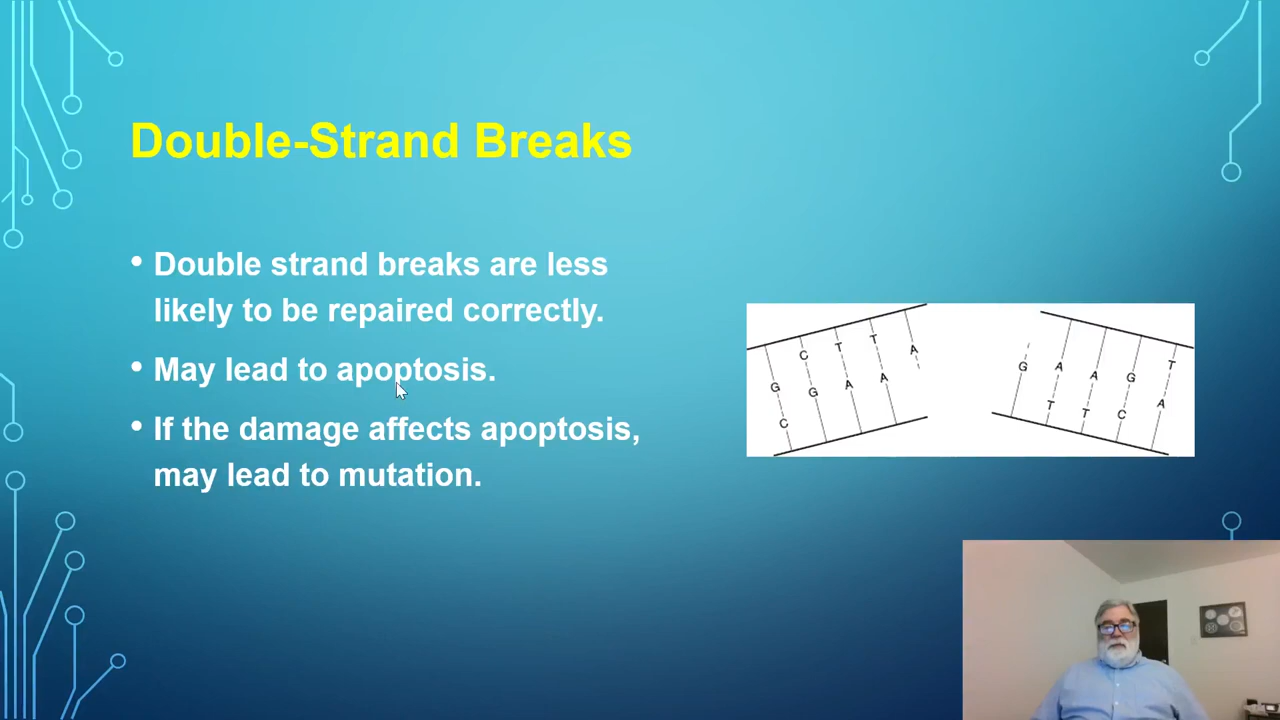 Double-Strand Breaks
• Double strand breaks are less
likely to be repaired correctly.
• May lead to apoptosis.
• If the damage affects apoptosis,
may lead to mutation.
G C T T A
C G A A
G A A G T
T T C A